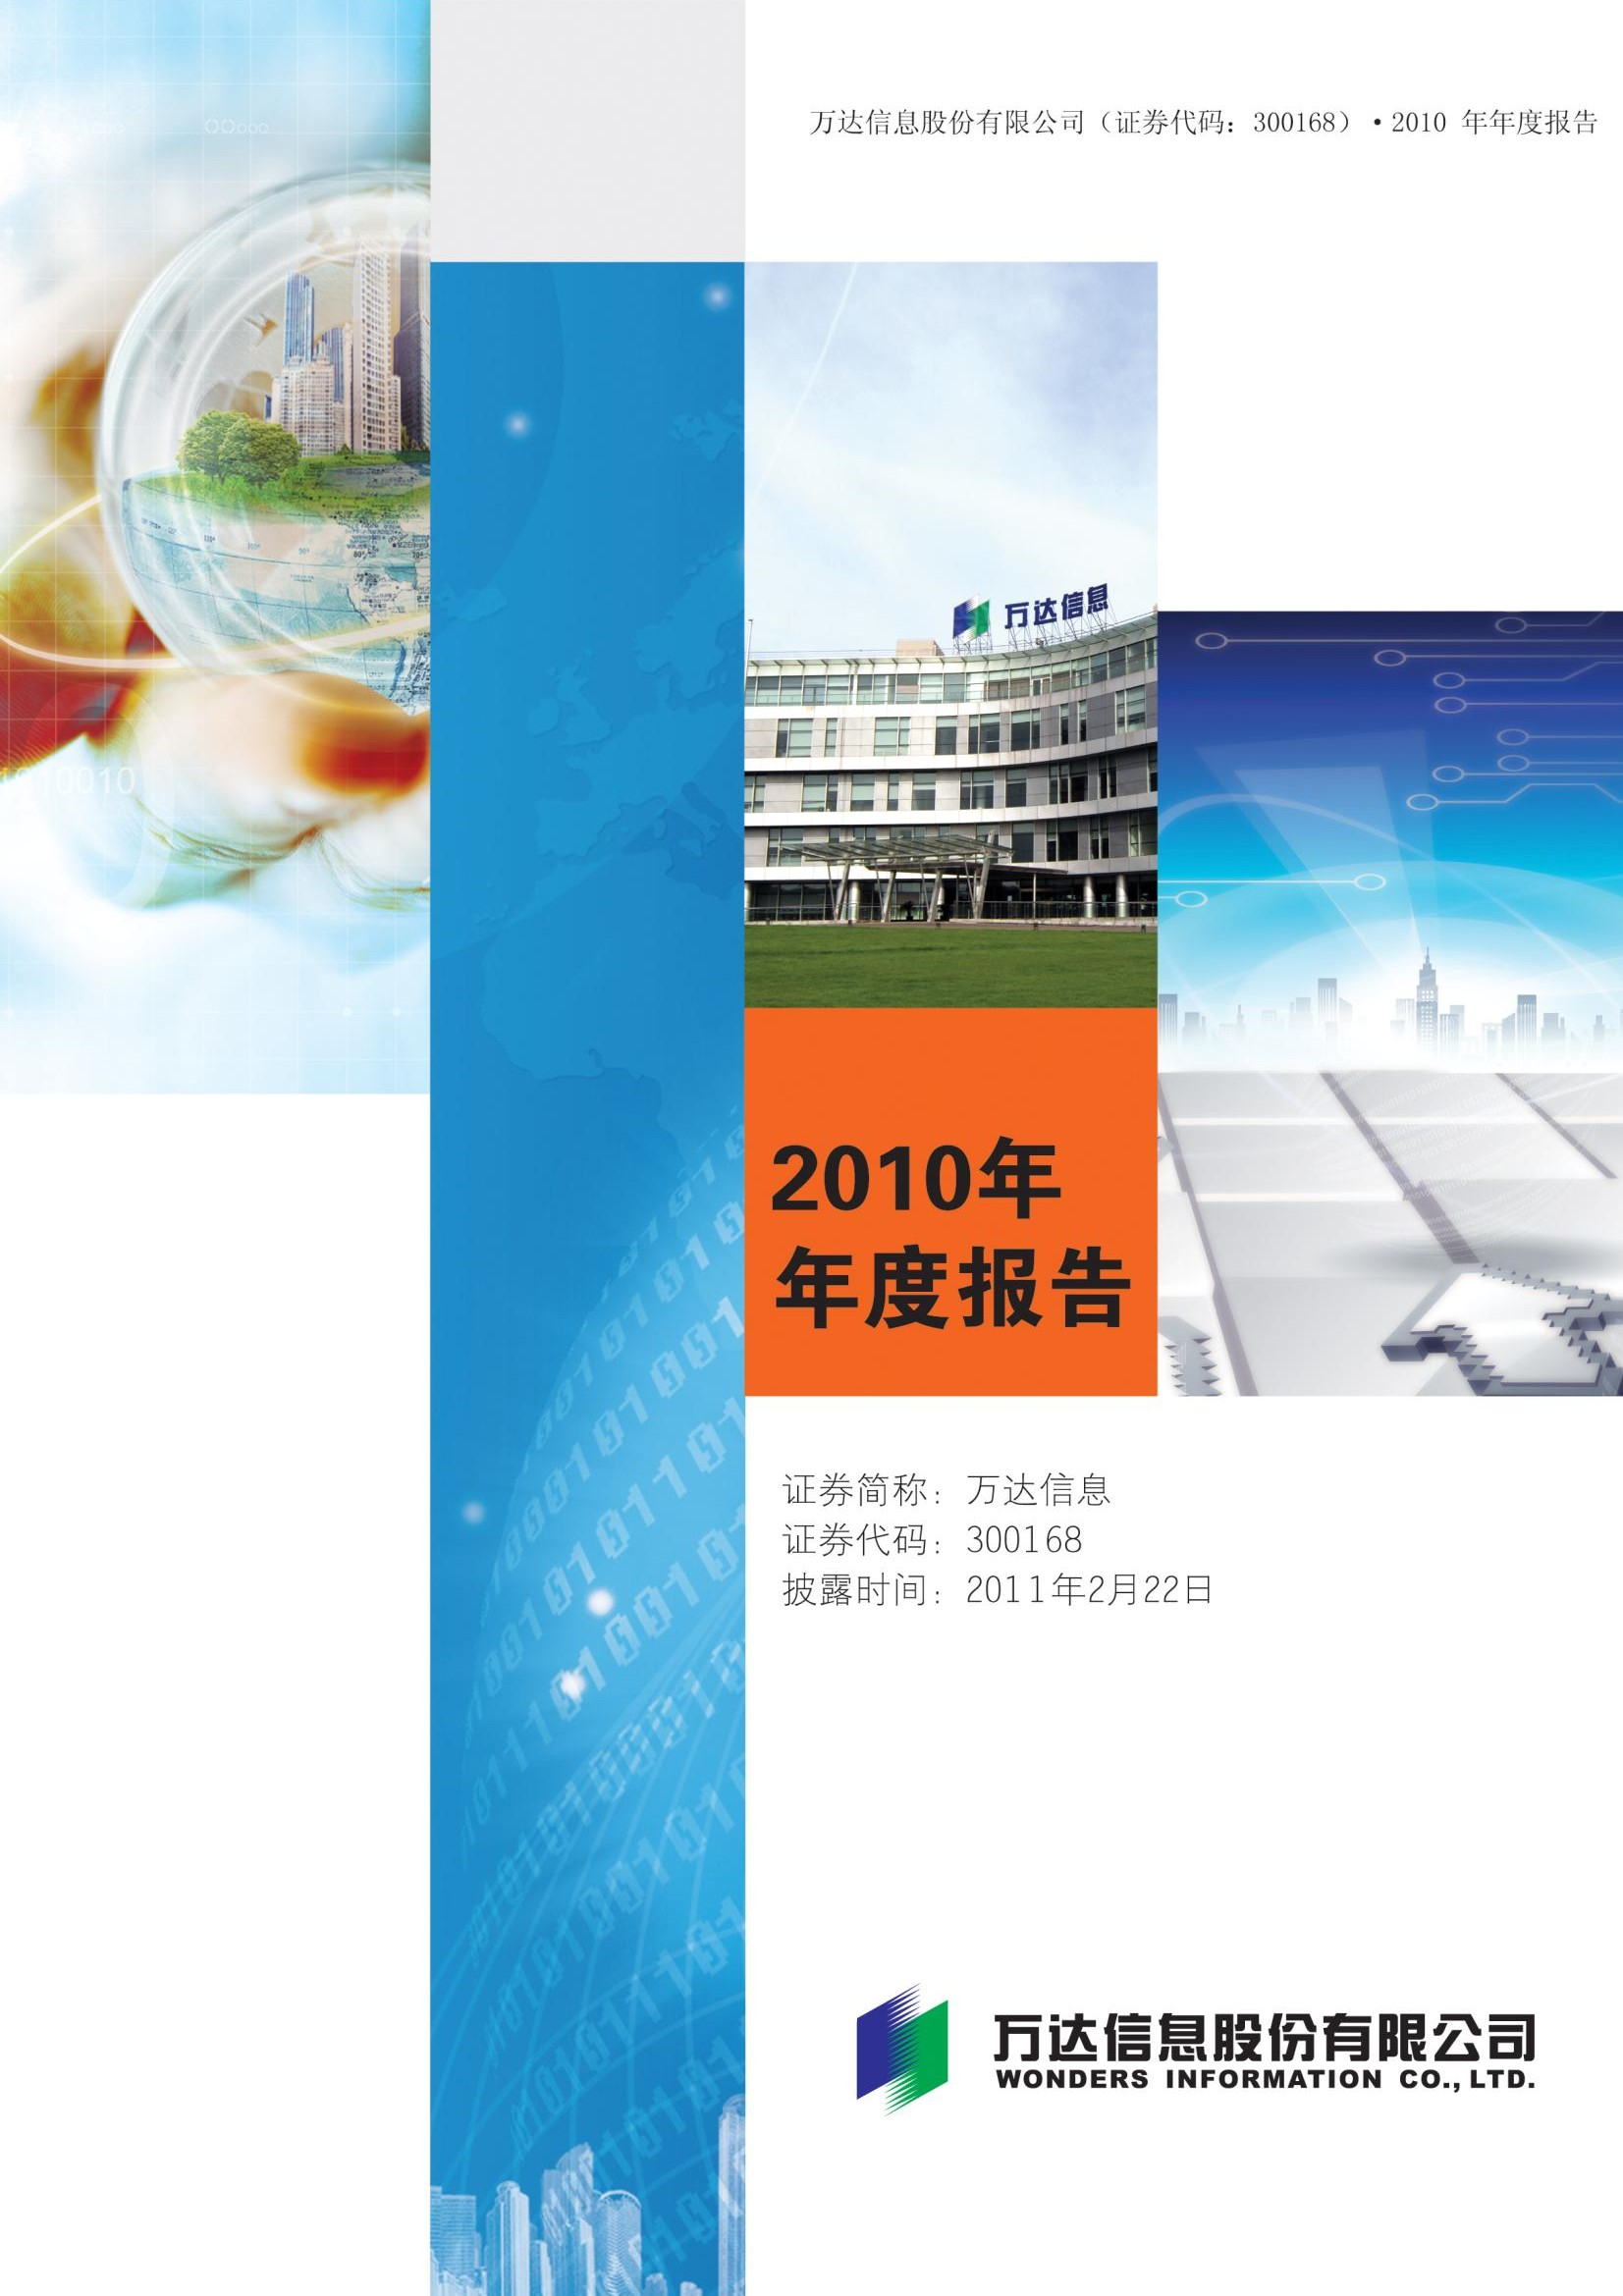 万达信息股份有限公司（证券代码：300168）·2010 年年度报告
万达信息
10010
2010年
年度报告
证券简称：万达信息
证券代码：300168
披露时间：2011年2月22日
万达信息股份有限公司
WONDERS INFORMATION CO., LTD.